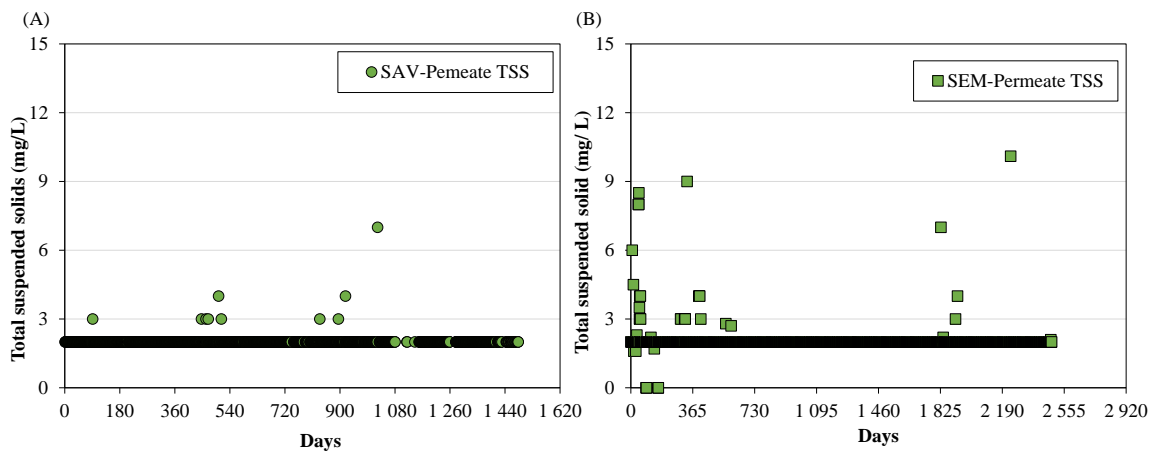 (A)
Total suspended solids (mg/L)
15
12
9
6
3
0
SAV-Pemeate TSS
0 180 360 540 720 900 1 080 1 260 1 440 1 620
Days
(B)
Total suspended solid (mg/ L)
15
12
9
6
3
0
SEM-Permeate TSS
0 365 730 1 095 1 460 1 825 2 190 2 555 2 920
Days